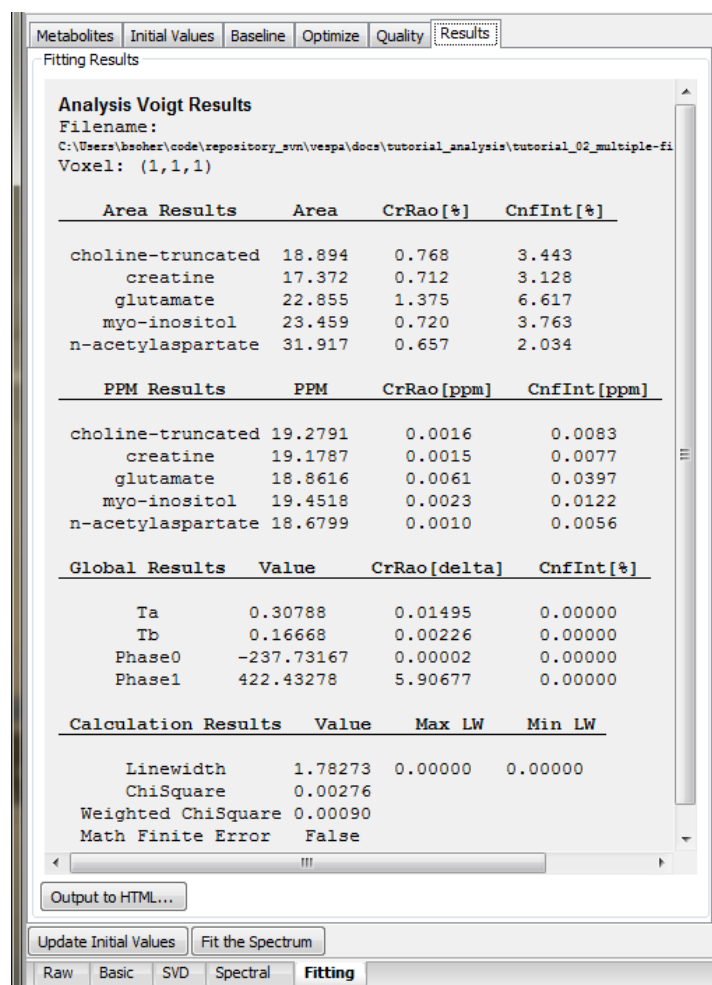 Metabolites Initial Values Baseline Optimize Quality Results
Fitting Results
Analysis Voigt Results
Filename:
C:\Users\bsoher\code\repository_svn\vespa\docs\tutorial_analysis\tutorial_02_multiple-fi
Voxel: (1,1,1)
Area Results Area CrRao[%] CnfInt[%]
choline-truncated 18.894 0.768 3.443
creatine 17.372 0.712 3.128
glutamate 22.855 1.375 6.617
myo-inositol 23.459 0.720 3.763
n-acetylaspartate 31.917 0.657 2.034
PPM Results PPM CrRao[ppm] CnfInt[ppm]
choline-truncated 19.2791 0.0016 0.0083
creatine 19.1787 0.0015 0.0077
glutamate 18.8616 0.0061 0.0397
myo-inositol 19.4518 0.0023 0.0122
n-acetylaspartate 18.6799 0.0010 0.0056
Global Results Value CrRao[delta] CnfInt[%]
Ta 0.30788 0.01495 0.00000
Tb 0.16668 0.00226 0.00000
Phase0 -237.73167 0.00002 0.00000
Phase1 422.43278 5.90677 0.00000
Calculation Results Value Max LW Min LW
Linewidth 1.78273 0.00000 0.00000
ChiSquare 0.00276
Weighted ChiSquare 0.00090
Math Finite Error False
Output to HTML...
Update Initial Values Fit the Spectrum
Raw Basic SVD Spectral Fitting